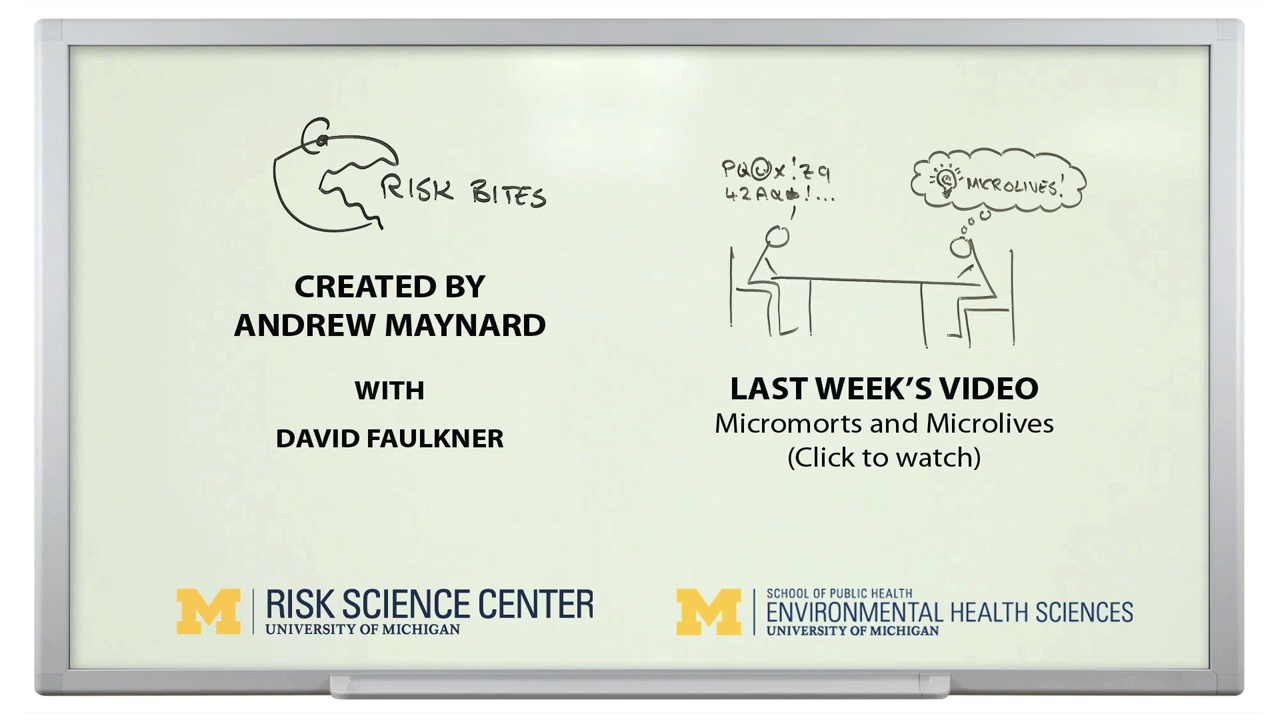 RISK BITES
CREATED BY
ANDREW MAYNARD
WITH
DAVID FAULKNER
MICROLIVES!
LAST WEEK'S VIDEO
Micromorts and Microlives
(Click to watch)
M RISK SCIENCE CENTER
UNIVERSITY OF MICHIGAN
M SCHOOL OF PUBLIC HEALTH
ENVIRONMENTAL HEALTH SCIENCES
UNIVERSITY OF MICHIGAN